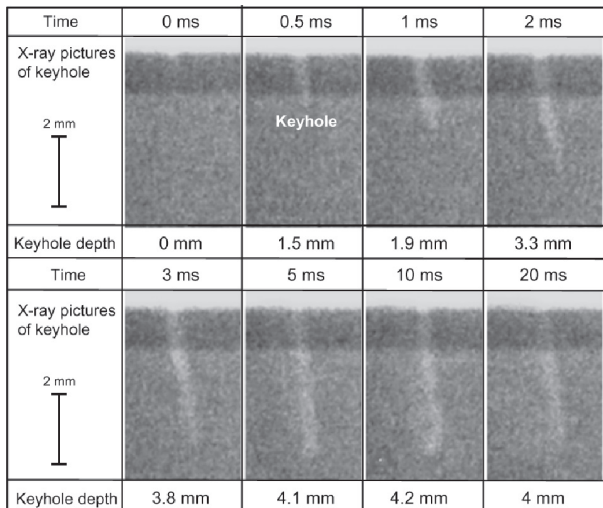 Time 0 ms 0.5 ms 1 ms 2 ms
X-ray pictures
of keyhole
2 mm
Keyhole
Keyhole depth 0 mm 1.5 mm 1.9 mm 3.3 mm
Time 3 ms 5 ms 10 ms 20 ms
X-ray pictures
of keyhole
2 mm
Keyhole depth 3.8 mm 4.1 mm 4.2 mm 4 mm